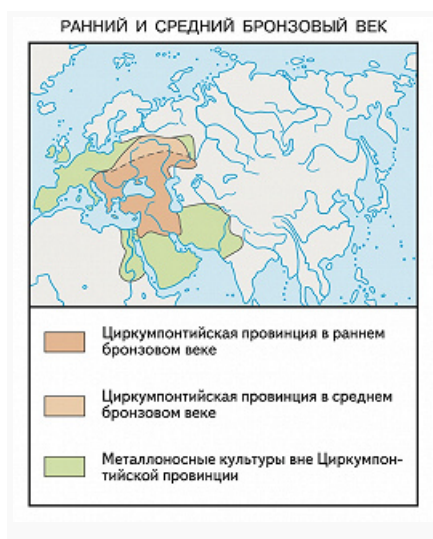 РАННИЙ И СРЕДНИЙ БРОНЗОВЫЙ ВЕК
Циркумпонтийская провинция в раннем
бронзовом веке
Циркумпонтийская провинция в среднем
бронзовом веке
Металлоносные культуры вне Циркумпон-
тийской провинции